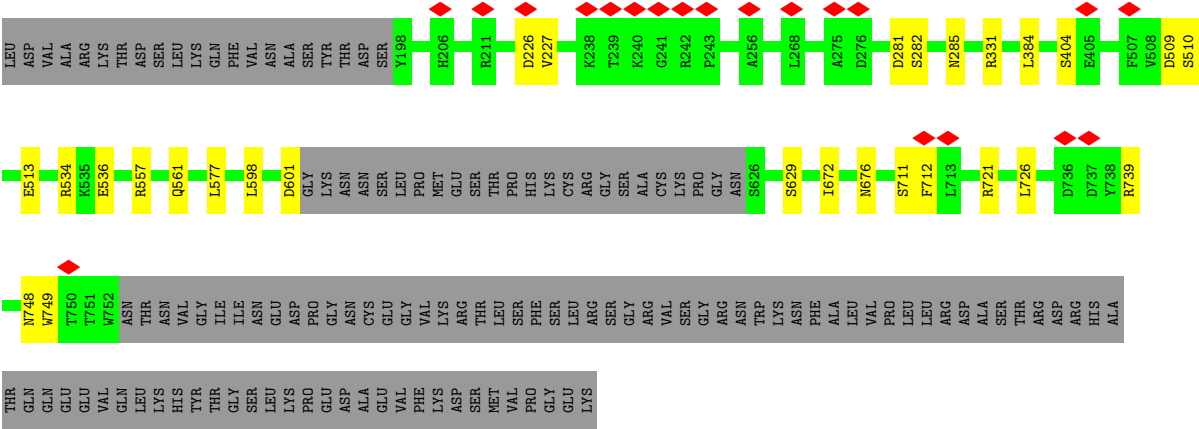 LEU ASP VAL ALA ARG LYS THR ASP SER LEU LYS GLN PHE VAL ASN ALA SER TYR THR ASP SER Y198 H206 R211 D226 V227 K238 T239 K240 G241 R242 P243 A256 L268 A275 D276 D281 S282 N285 R331 L384 S404 E405 F507 V508 D509 S510
E513 R534 K535 E536 R557 Q561 L577 L598 D601 GLY LYS ASN ASN SER LEU PRO MET GLU SER THR PRO HIS LYS CYS ARG GLY SER ALA CYS LYS PRO GLY ASN S626 S629 I672 N676 S711 F712 L713 R721 L726 D736 D737 Y738 R739
N748 W749 T750 T751 W752 ASN THR ASN VAL GLY ILE ILE ASN GLU ASP PRO GLY ASN CYS GLU GLY VAL LYS ARG THR LEU SER PHE SER LEU ARG SER GLY ARG VAL SER GLY ARG ASN TRP LYS ASN PHE ALA LEU VAL PRO LEU LEU ARG ASP ALA SER THR ARG ASP ARG HIS ALA
THR GLN GLN GLU GLU VAL GLN LEU LYS HIS TYR THR GLY SER LEU LYS PRO GLU ASP ALA GLU VAL PHE LYS ASP SER MET VAL PRO GLY GLU LYS